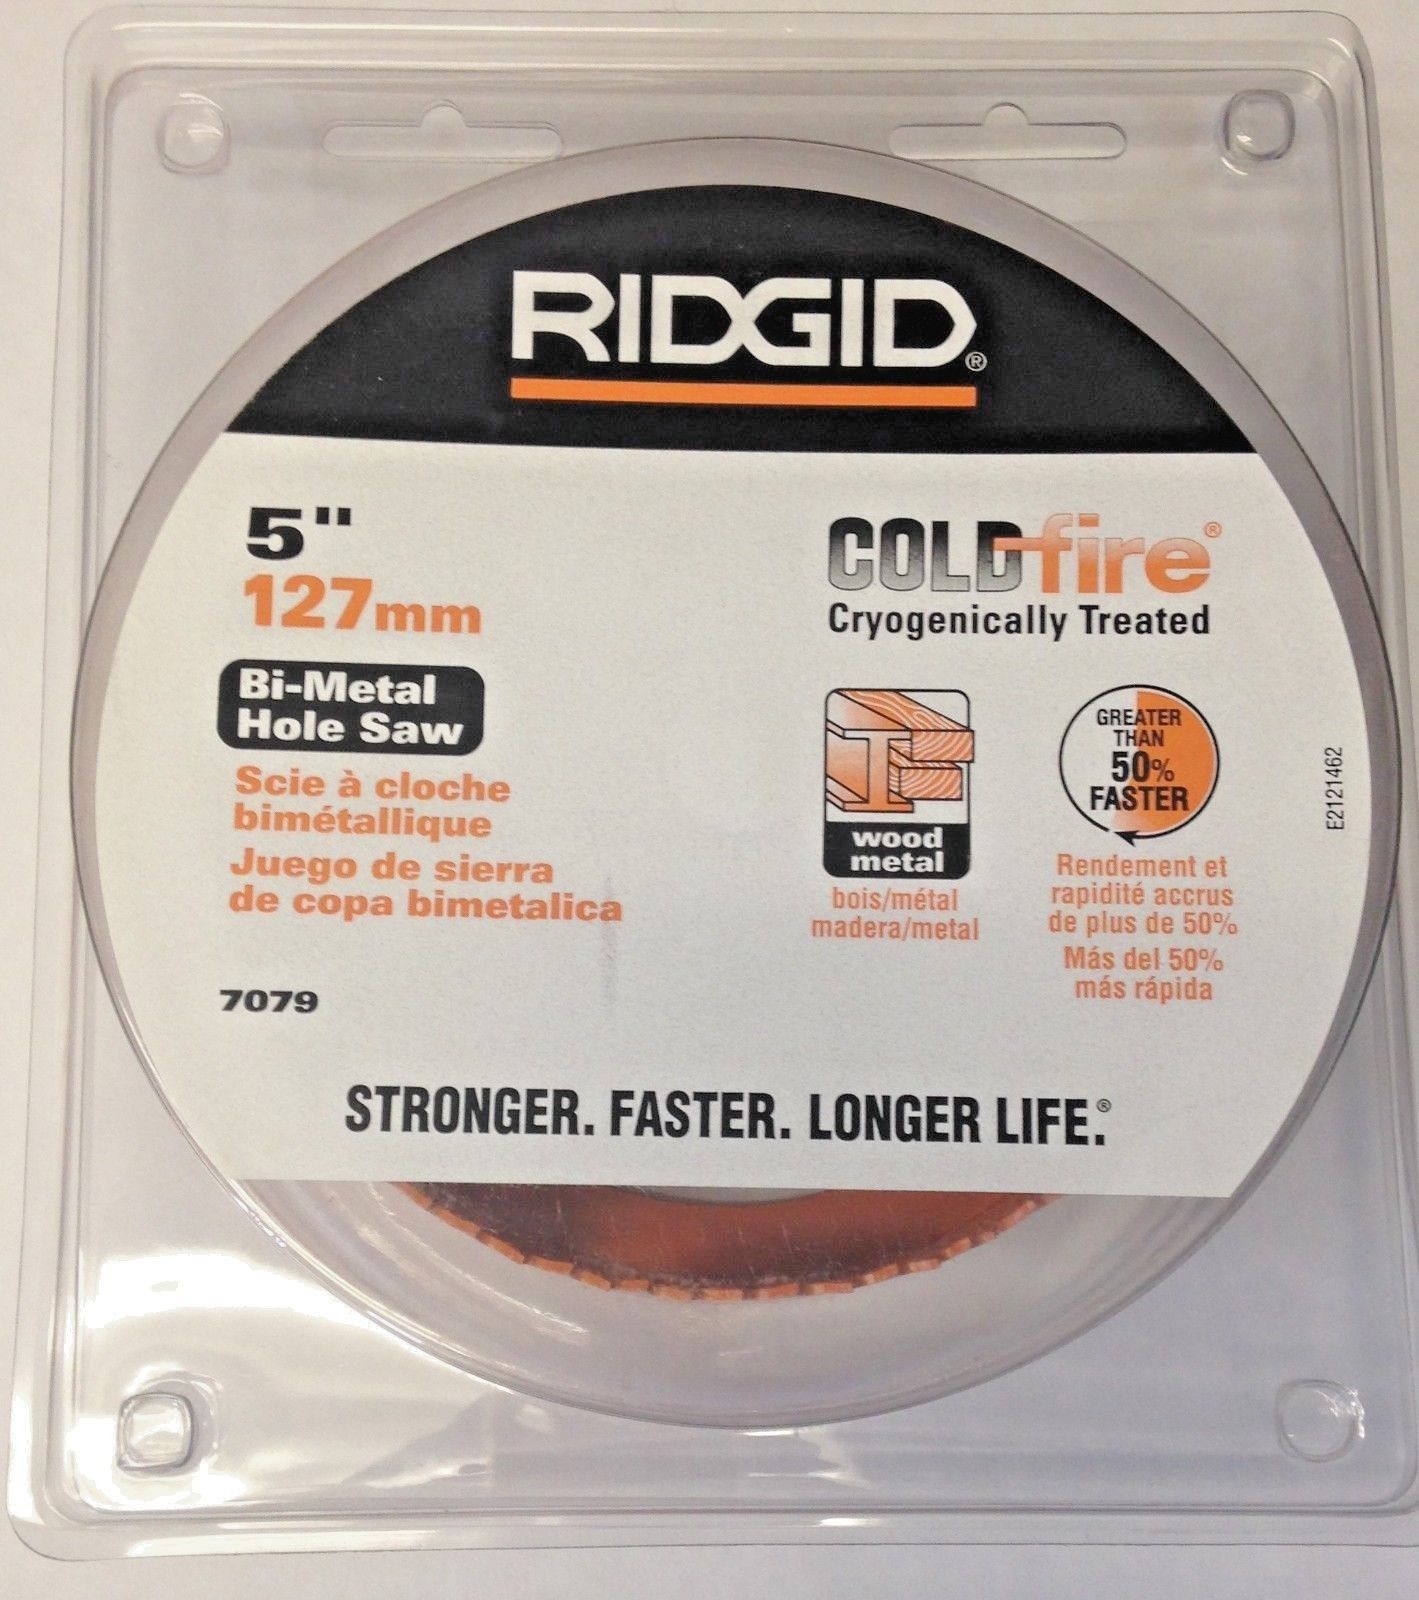 RIDGID®
5"
127mm
Bi-Metal
Hole Saw
Scie à cloche
bimétallique
Juego de sierra
de copa bimetalica
7079
COLDfire®
Cryogenically Treated
wood
metal
bois/métal
madera/metal
GREATER
THAN
50%
FASTER
Rendement et
rapidité accrus
de plus de 50%
Más del 50%
más rápida
E2121462
STRONGER. FASTER. LONGER LIFE.®